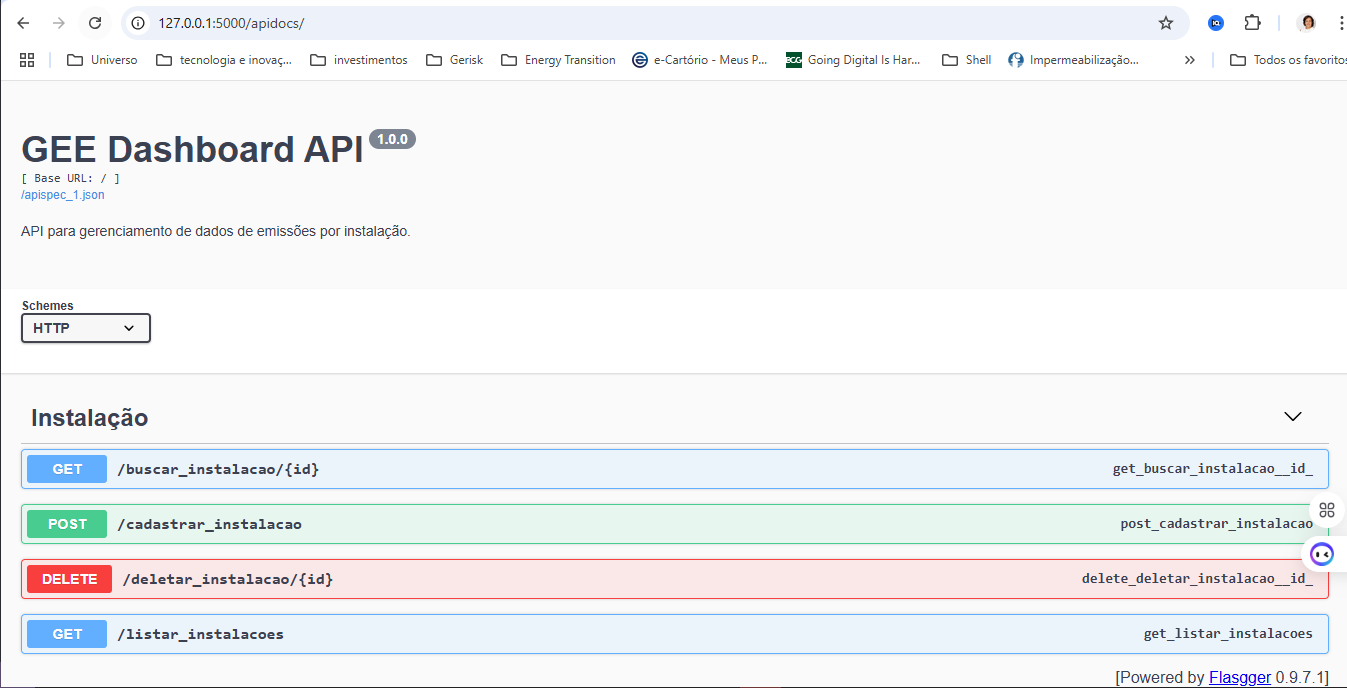 127.0.0.1:5000/apidocs/
Universo tecnologia e inovaç... investimentos Gerisk Energy Transition e-Cartório - Meus P... BCG Going Digital Is Har... Shell Impermeabilização... Todos os favoritos
GEE Dashboard API 1.0.0
[ Base URL: / ]
/apispec_1.json
API para gerenciamento de dados de emissões por instalação.
Schemes
HTTP
Instalação
GET /buscar_instalacao/{id} get_buscar_instalacao__id_
POST /cadastrar_instalacao post_cadastrar_instalacao
DELETE /deletar_instalacao/{id} delete_deletar_instalacao__id_
GET /listar_instalacoes get_listar_instalacoes
[Powered by Flasgger 0.9.7.1]